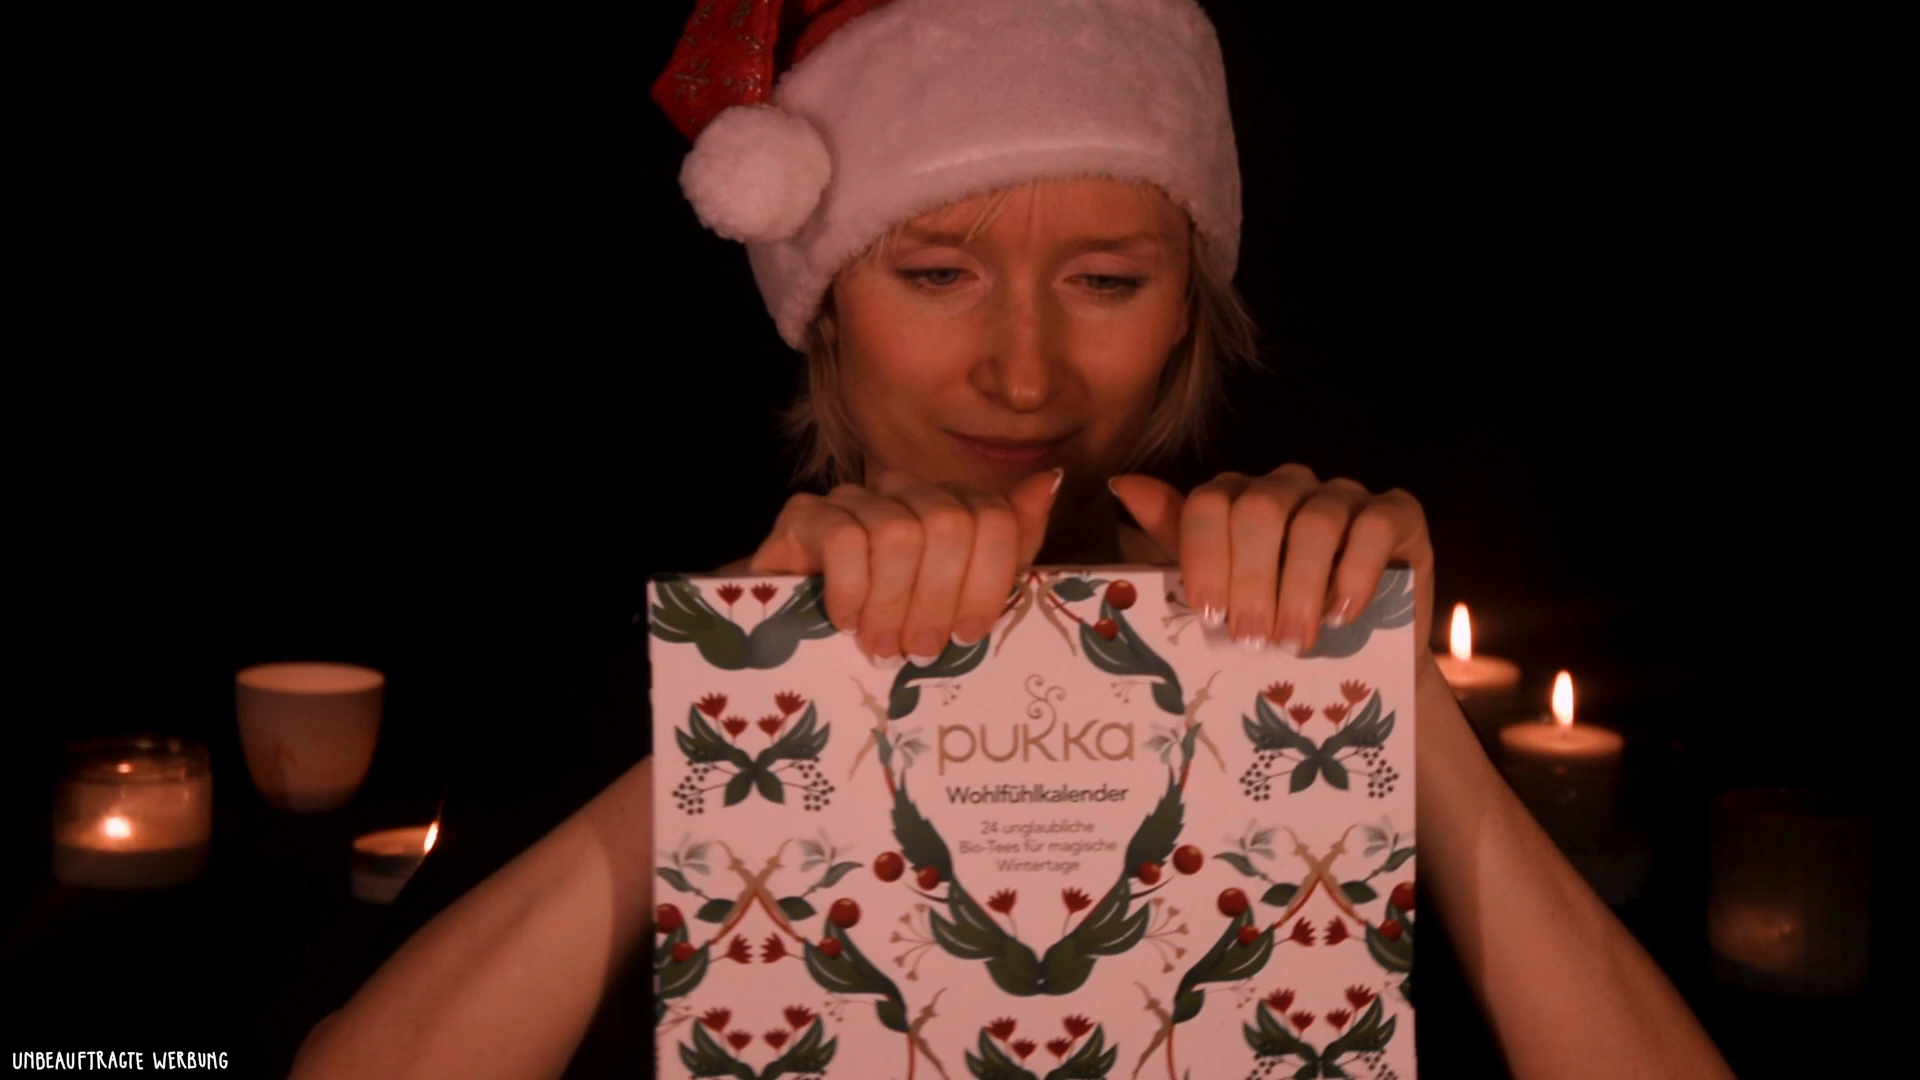 pukka
Wohlfühlkalender
24 unglaubliche
Bio-Tees für magische
Wintertage
UNBEAUFTRAGTE WERBUNG